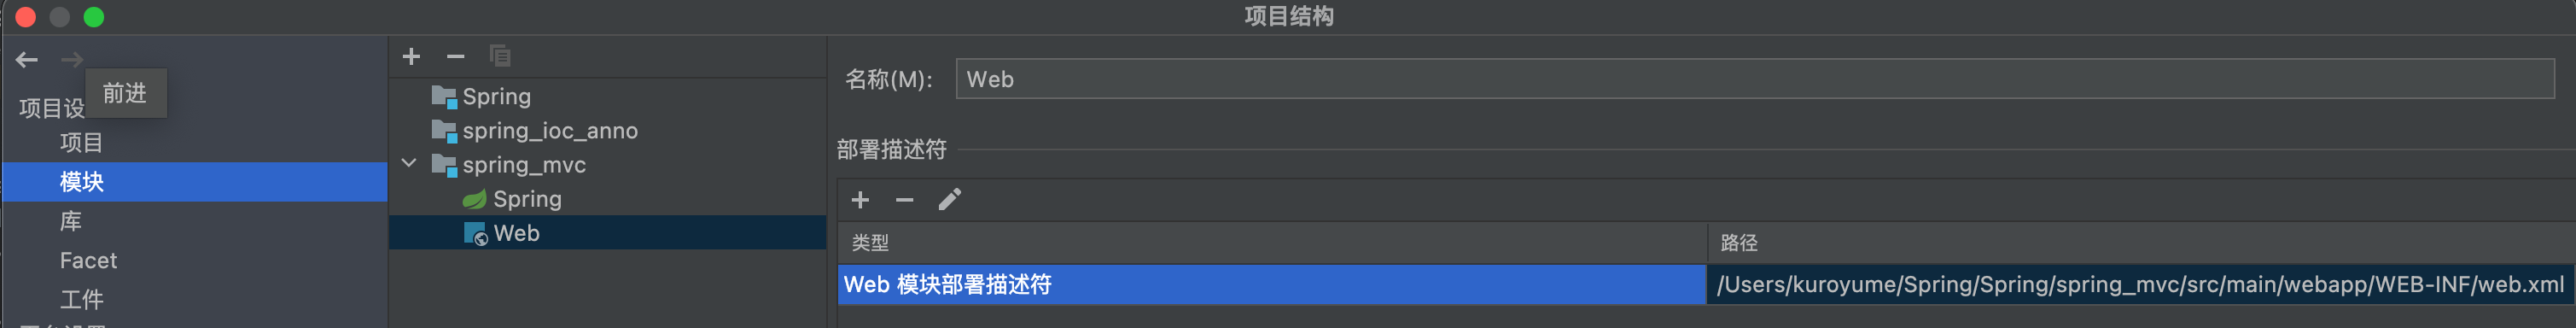 项目结构
前进
项目设
项目
模块
库
Facet
工件
Spring
spring_ioc_anno
spring_mvc
Spring
Web
名称(M):
Web
部署描述符
类型
路径
Web 模块部署描述符
/Users/kuroyume/Spring/Spring/spring_mvc/src/main/webapp/WEB-INF/web.xml